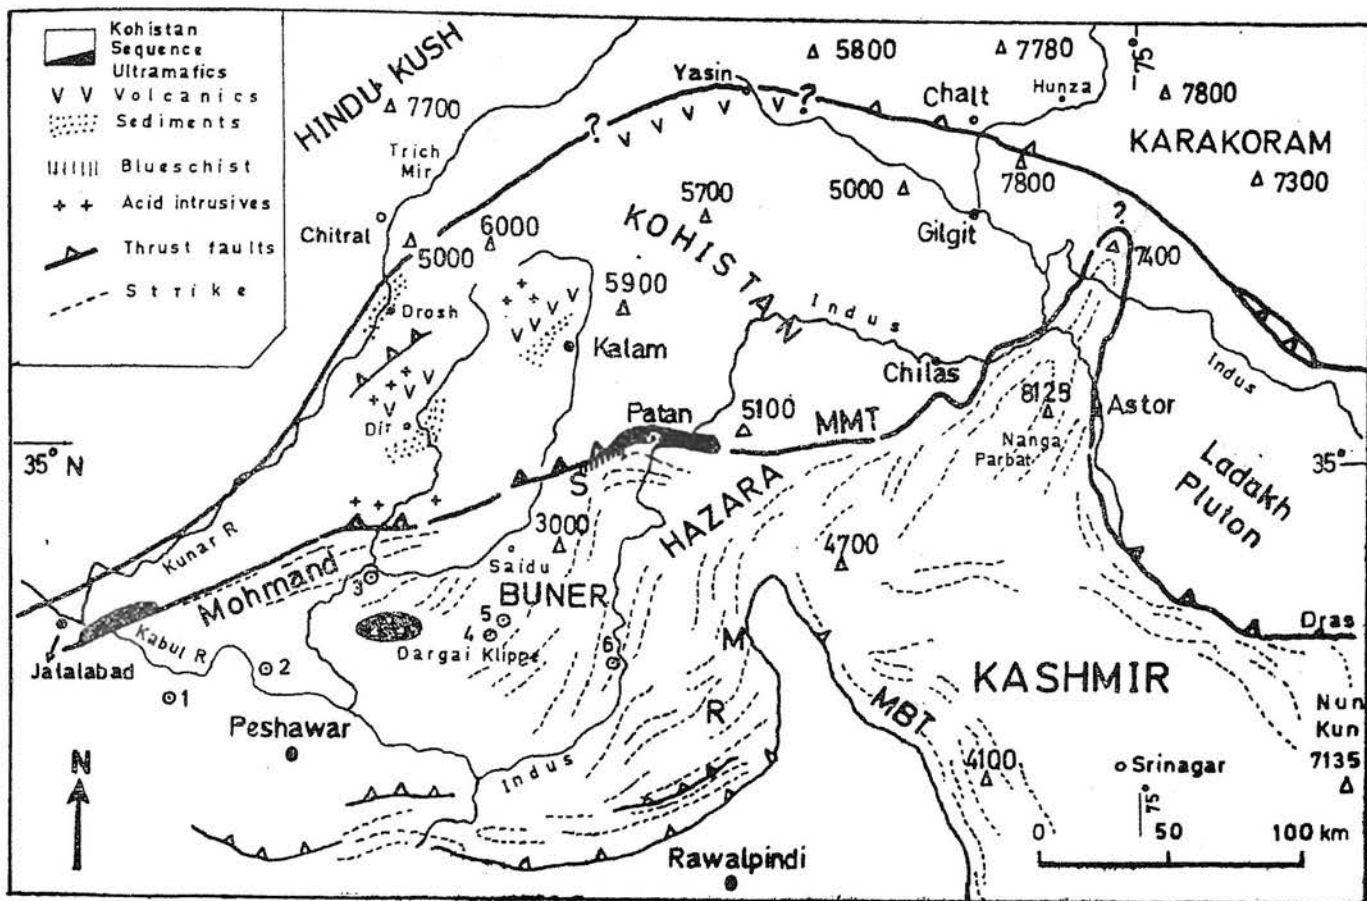 Kohistan
Sequence
Ultramafics
V V Volcanics
Sediments
Blueschist
+ + Acid intrusives
Thrust faults
Strike
HINDU KUSH
7700
Trich
Mir
5800
7780
75°
Yasin
?
?
Chalt
Hunza
7800
KARAKORAM
7300
5700
5000
7800
Chitral
6000
5000
KOHISTAN
Gilgit
?
7400
5900
Drosh
Indus
Kalam
Chilas
Indus
8125
Astor
Nanga
Parbat
Dir
Patan
5100
MMT
35° N
35°
Ladakh
Pluton
S
HAZARA
3000
4700
Kunar R
Saidu
Mohmand
3
BUNER
5
4
Dargai Klippe
6
M
Dras
Kabul R
Jalalabad
2
1
KASHMIR
R
MBT
Nun
Kun
7135
Peshawar
Indus
4100
Srinagar
75°
N
0 50 100 km
Rawalpindi